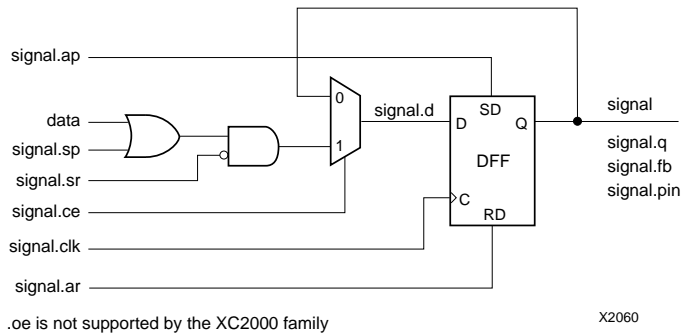 signal.ap
data
signal.sp
signal.sr
signal.ce
signal.clk
signal.ar
0
1
signal.d
SD
D
Q
DFF
C
RD
signal
signal.q
signal.fb
signal.pin
.oe is not supported by the XC2000 family
X2060